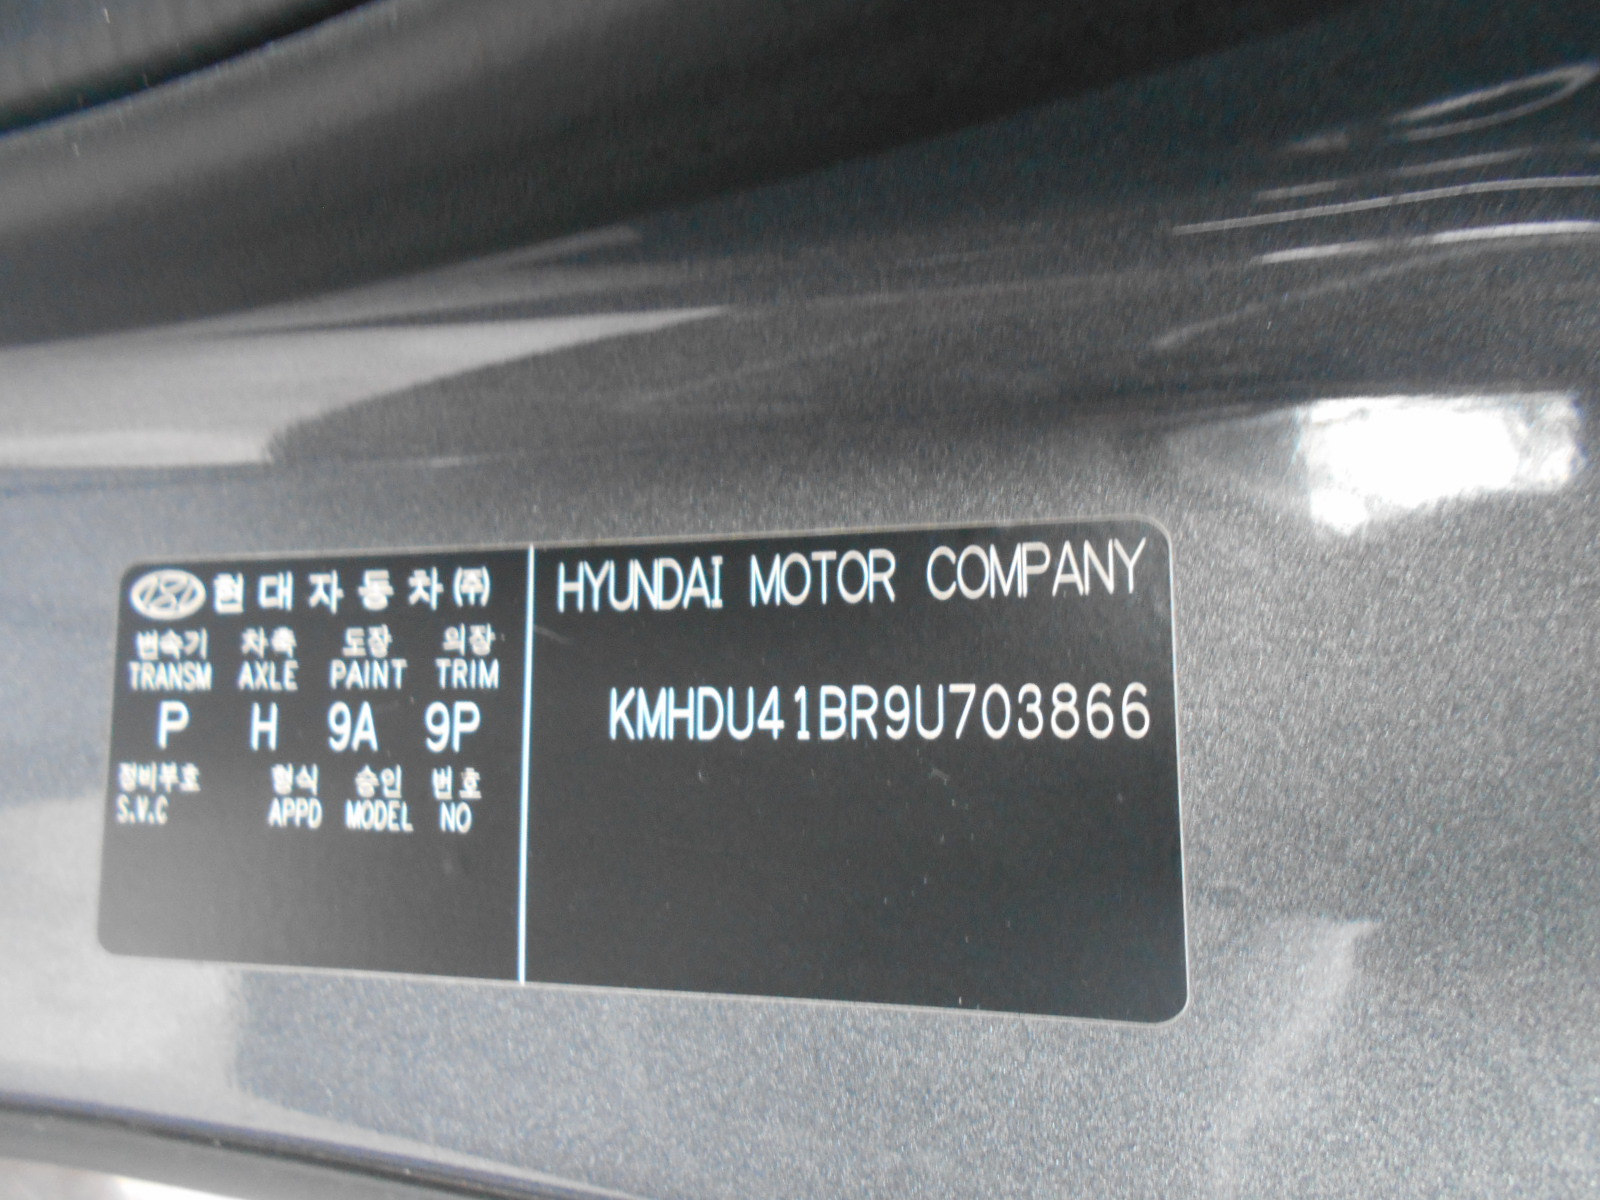 현대자동차㈜
변속기 차축 도장 의장
TRANSM AXLE PAINT TRIM
P H 9A 9P
정비부호 형식 승인 번호
S.V.C APPD MODEL NO
HYUNDAI MOTOR COMPANY
KMHDU41BR9U703866